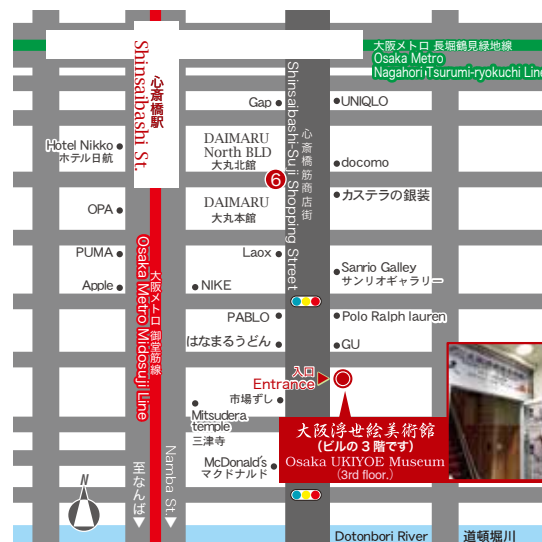 大阪メトロ 長堀鶴見緑地線
Osaka Metro
Nagahori Tsurumi-ryokuchi Line
心斎橋駅
Shinsaibashi St.
Gap
UNIQLO
Hotel Nikko
ホテル日航
DAIMARU
North BLD
大丸北館
docomo
6
Shinsaibashi-Suji Shopping Street
心斎橋筋商店街
OPA
DAIMARU
大丸本館
カステラの銀装
PUMA
Laox
Sanrio Galley
サンリオギャラリー
Apple
NIKE
大阪メトロ 御堂筋線
Osaka Metro Midosuji Line
PABLO
Polo Ralph lauren
はなまるうどん
GU
入口
Entrance
市場ずし
Mitsudera
temple
三津寺
大阪浮世絵美術館
(ビルの3階です)
Osaka UKIYOE Museum
(3rd floor.)
McDonald's
マクドナルド
至なんば
Namba St.
N
Dotonbori River
道頓堀川